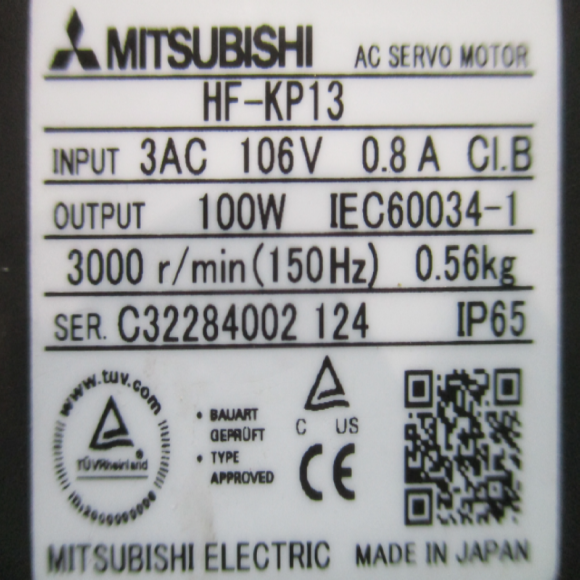 MITSUBISHI AC SERVO MOTOR
HF-KP13
INPUT 3AC 106V 0.8A CI.B
OUTPUT 100W IEC60034-1
3000 r/min(150Hz) 0.56kg
SER. C32284002 124 IP65
www.tuv.com
TÜVRheinland
• BAUART
GEPRÜFT
• TYPE
APPROVED
C US
CE
MITSUBISHI ELECTRIC MADE IN JAPAN